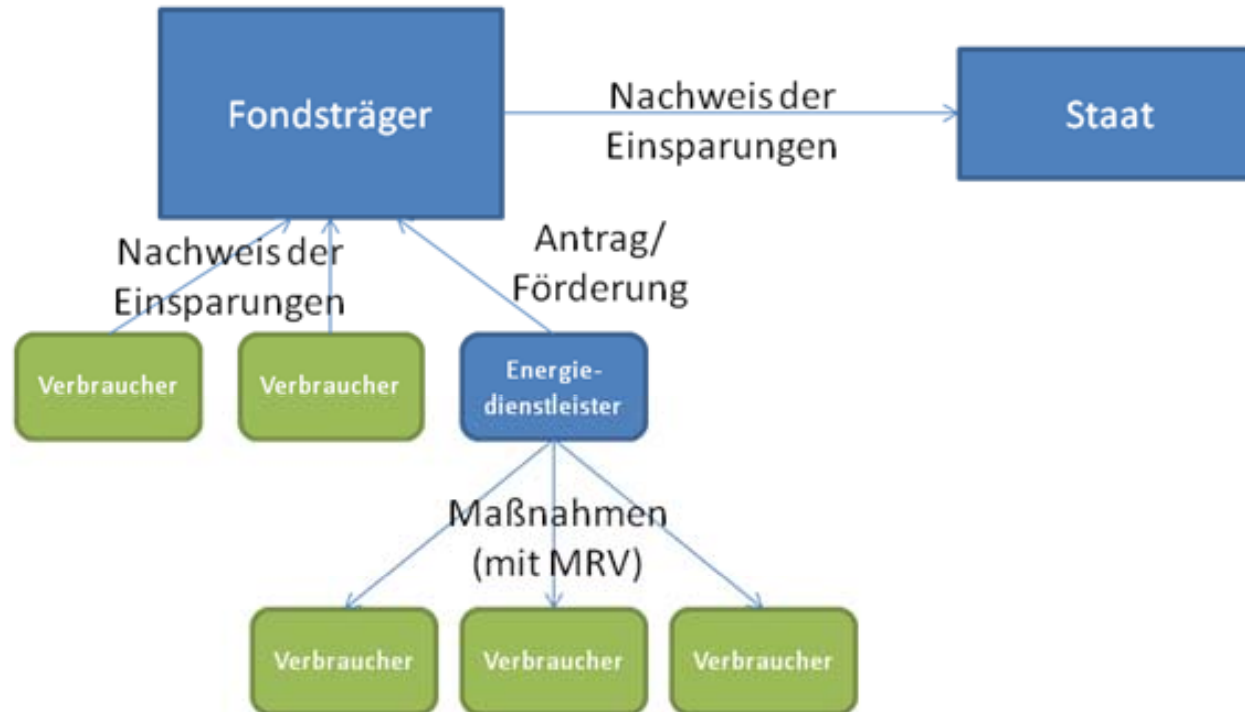 Fondsträger
Nachweis der
Einsparungen
Staat
Nachweis der
Einsparungen
Antrag/
Förderung
Verbraucher
Verbraucher
Energie-
dienstleister
Maßnahmen
(mit MRV)
Verbraucher
Verbraucher
Verbraucher